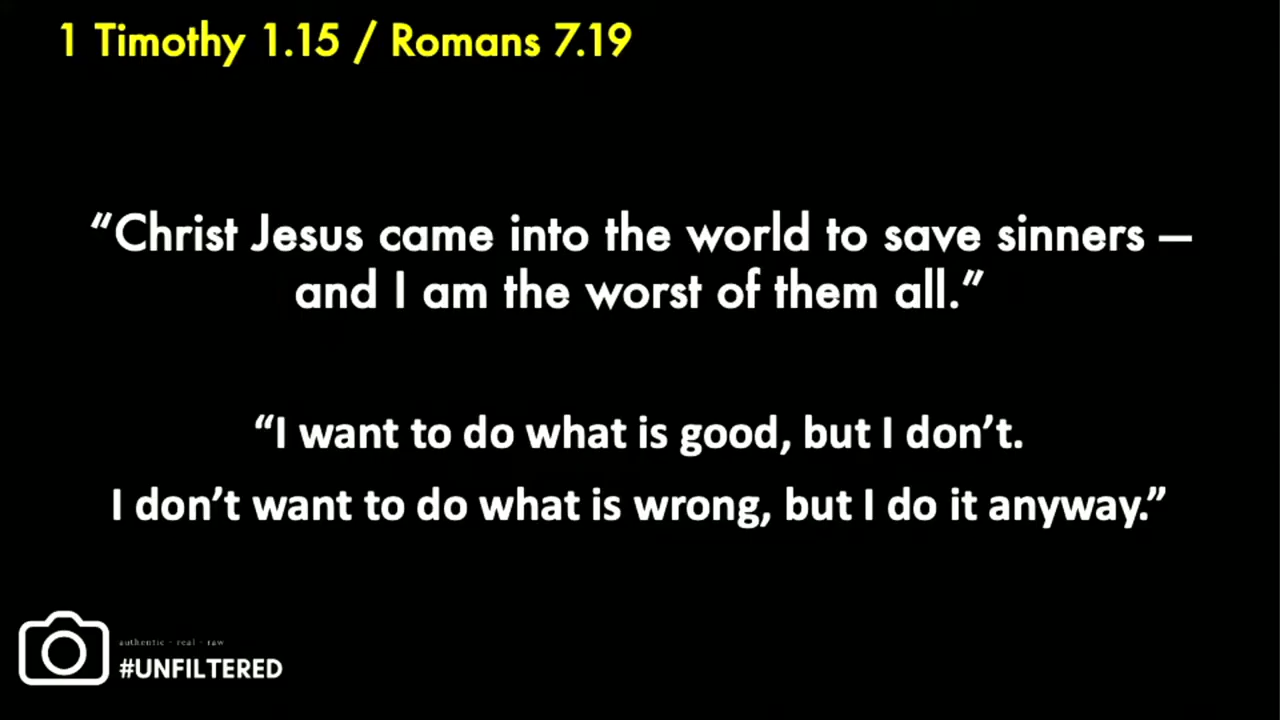 1 Timothy 1.15 / Romans 7.19
“Christ Jesus came into the world to save sinners —
and I am the worst of them all.”
“I want to do what is good, but I don’t.
I don’t want to do what is wrong, but I do it anyway.”
authentic - real - raw
#UNFILTERED